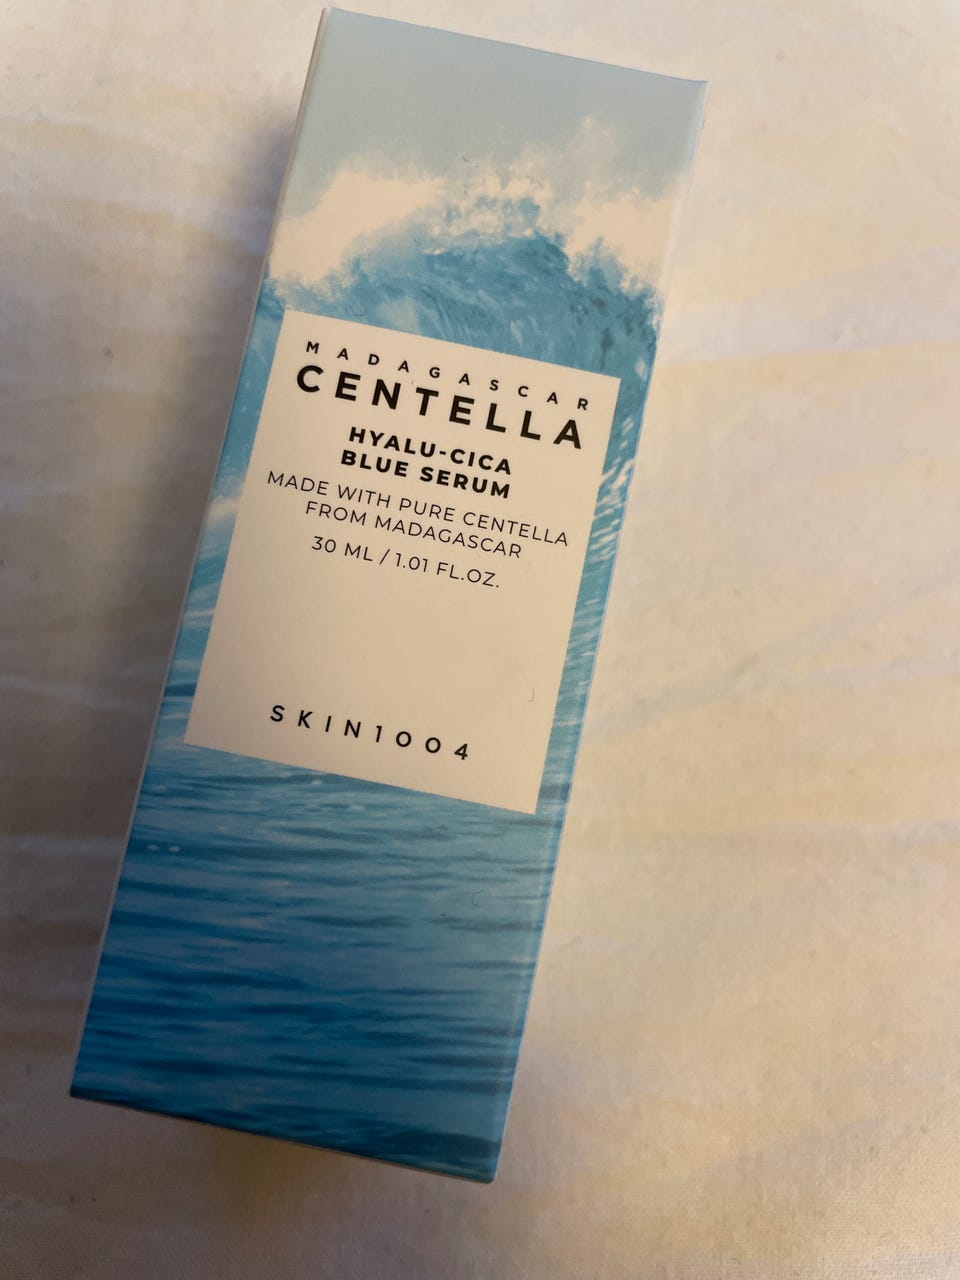 MADAGASCAR
CENTELLA
HYALU-CICA
BLUE SERUM
MADE WITH PURE CENTELLA
FROM MADAGASCAR
30 ML / 1.01 FL.OZ.
SKIN1004